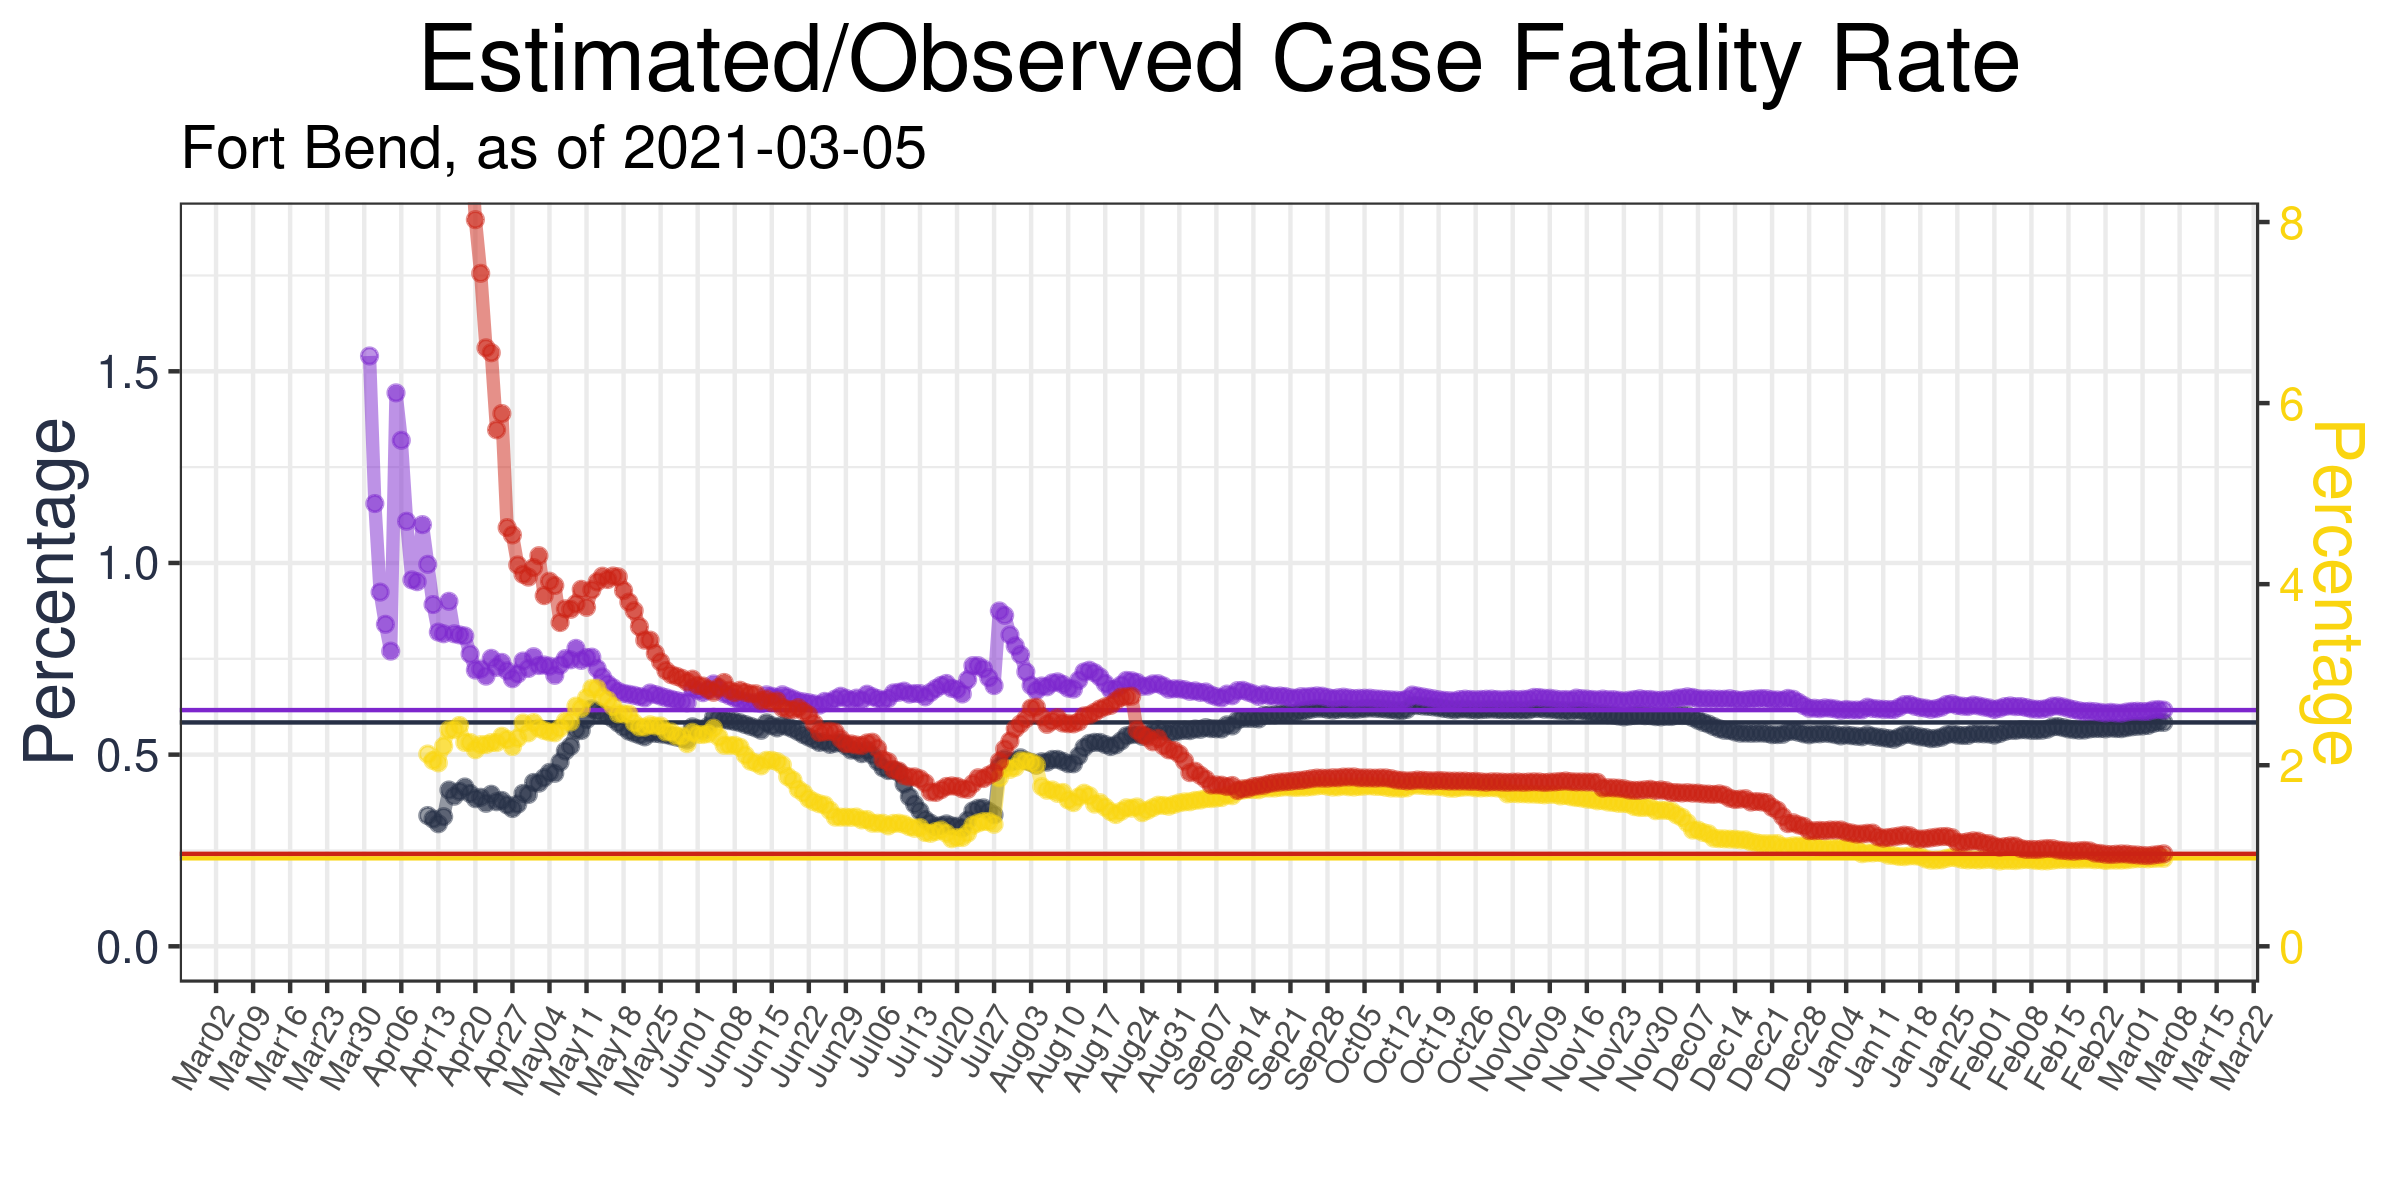 Estimated/Observed Case Fatality Rate
Fort Bend, as of 2021-03-05
Percentage
1.5
1.0
0.5
0.0
8
6
4
2
0
Percentage
Mar02
Mar09
Mar16
Mar23
Mar30
Apr06
Apr13
Apr20
Apr27
May04
May11
May18
May25
Jun01
Jun08
Jun15
Jun22
Jun29
Jul06
Jul13
Jul20
Jul27
Aug03
Aug10
Aug17
Aug24
Aug31
Sep07
Sep14
Sep21
Sep28
Oct05
Oct12
Oct19
Oct26
Nov02
Nov09
Nov16
Nov23
Nov30
Dec07
Dec14
Dec21
Dec28
Jan04
Jan11
Jan18
Jan25
Feb01
Feb08
Feb15
Feb22
Mar01
Mar08
Mar15
Mar22